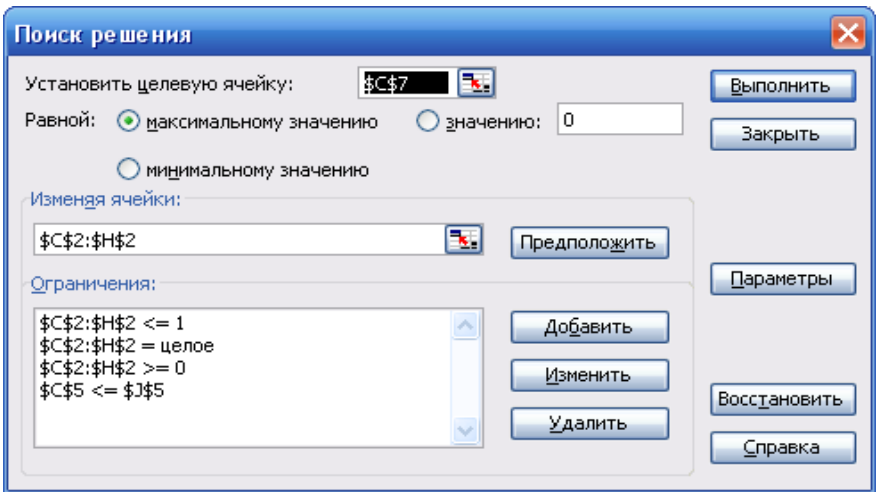 Поиск решения
Установить целевую ячейку: $C$7
Равной: максимальному значению значению: 0
минимальному значению
Изменяя ячейки:
$C$2:$H$2
Предположить
Ограничения:
$C$2:$H$2 <= 1
$C$2:$H$2 = целое
$C$2:$H$2 >= 0
$C$5 <= $J$5
Добавить
Изменить
Удалить
Выполнить
Закрыть
Параметры
Восстановить
Справка